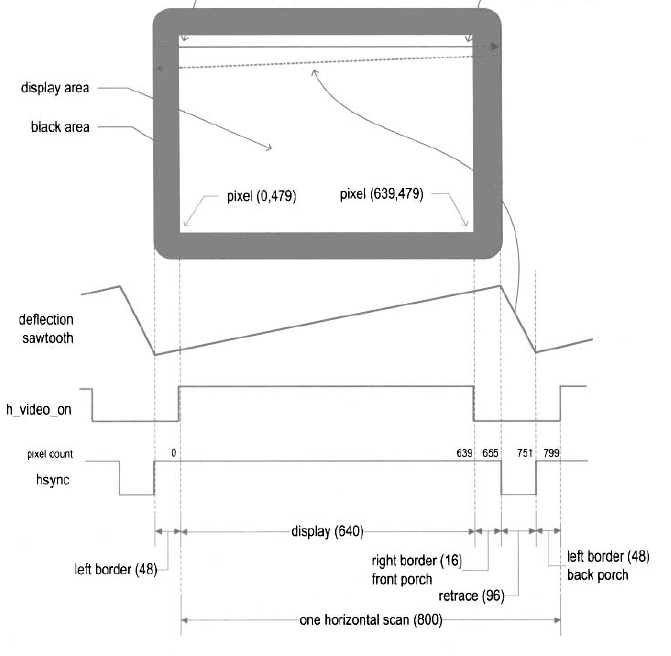 display area
black area
pixel (0,479)
pixel (639,479)
deflection
sawtooth
h_video_on
pixel count
0
639
655
751
799
hsync
display (640)
left border (48)
right border (16)
front porch
left border (48)
back porch
retrace (96)
one horizontal scan (800)